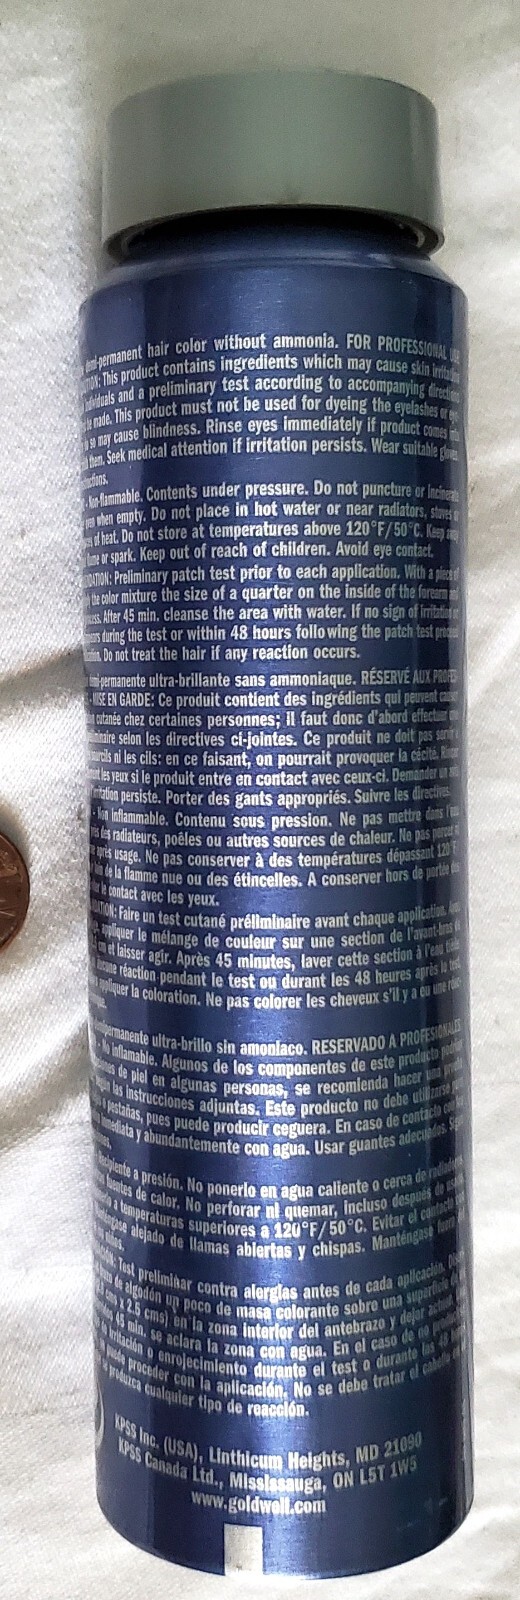 demi-permanent hair color without ammonia. FOR PROFESSIONAL USE
This product contains ingredients which may cause skin irritation
individuals and a preliminary test according to accompanying directions
be made. This product must not be used for dyeing the eyelashes or
so may cause blindness. Rinse eyes immediately if product comes
them. Seek medical attention if irritation persists. Wear suitable gloves.
Non-flammable. Contents under pressure. Do not puncture or incinerate
even when empty. Do not place in hot water or near radiators, stoves or
of heat. Do not store at temperatures above 120°F/50°C. Keep away
flame or spark. Keep out of reach of children. Avoid eye contact.
Preliminary patch test prior to each application. With a piece of
the color mixture the size of a quarter on the inside of the forearm and
After 45 min. cleanse the area with water. If no sign of irritation or
during the test or within 48 hours following the patch test
Do not treat the hair if any reaction occurs.
ultra-brillante sans ammoniaque. RÉSERVÉ AUX
MISE EN GARDE: Ce produit contient des ingrédients qui peuvent causer
cutanée chez certaines personnes; il faut donc d'abord effectuer
selon les directives ci-jointes. Ce produit ne doit pas servir
sourcils ni les cils: en ce faisant, on pourrait provoquer la cécité. Rincer
les yeux si le produit entre en contact avec ceux-ci. Demander un
irritation persiste. Porter des gants appropriés. Suivre les directives.
Non inflammable. Contenu sous pression. Ne pas mettre dans l'eau
des radiateurs, poêles ou autres sources de chaleur. Ne pas percer
après usage. Ne pas conserver à des températures dépassant 120°F
de la flamme nue ou des étincelles. A conserver hors de portée
le contact avec les yeux.
Faire un test cutané préliminaire avant chaque application.
appliquer le mélange de couleur sur une section de l'avant-bras
cm et laisser agir. Après 45 minutes, laver cette section à l'eau
aucune réaction pendant le test ou durant les 48 heures après le test,
appliquer la coloration. Ne pas colorer les cheveux s'il y a eu une
ultra-brillo sin amoníaco. RESERVADO A PROFESIONALES
No inflamable. Algunos de los componentes de este producto
de piel en algunas personas, se recomienda hacer una
según las instrucciones adjuntas. Este producto no debe utilizarse
o pestañas, pues puede producir ceguera. En caso de contacto con
inmediata y abundantemente con agua. Usar guantes adecuados.
Recipiente a presión. No ponerlo en agua caliente o cerca de
fuentes de calor. No perforar ni quemar, incluso después de
a temperaturas superiores a 120°F/50°C. Evitar el contacto
Manténgase alejado de llamas abiertas y chispas. Manténgase fuera
niños.
Test preliminar contra alergias antes de cada aplicación.
de algodón un poco de masa colorante sobre una superficie de
x 2.5 cms) en la zona interior del antebrazo y dejar
45 min. se aclara la zona con agua. En el caso de no
irritación o enrojecimiento durante el test o durante las 48
puede proceder con la aplicación. No se debe tratar el cabello
produzca cualquier tipo de reacción.
KPSS Inc. (USA), Linthicum Heights, MD 21090
KPSS Canada Ltd., Mississauga, ON L5T 1W5
www.goldwell.com